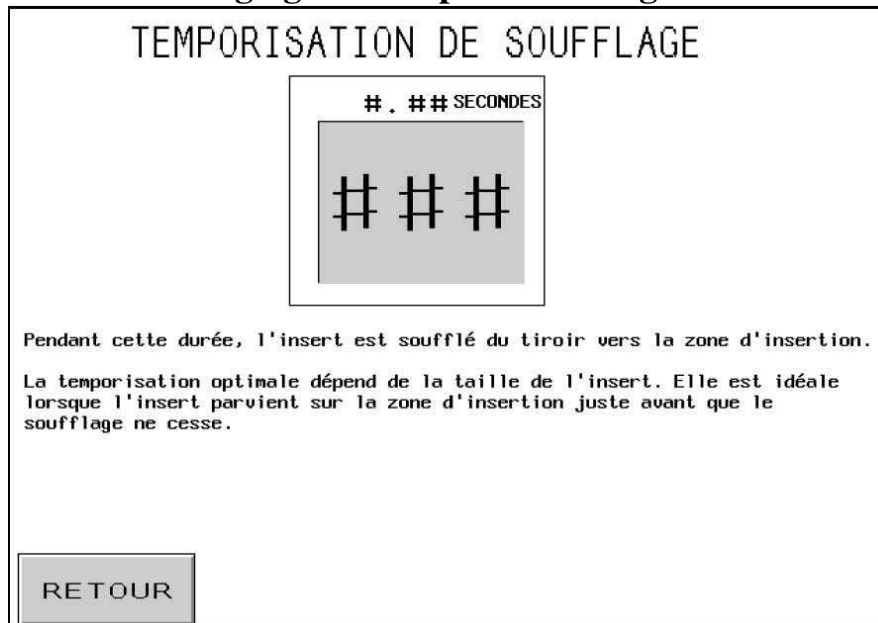 TEMPORISATION DE SOUFFLAGE
#.## SECONDES
###
Pendant cette durée, l'insert est soufflé du tiroir vers la zone d'insertion.
La temporisation optimale dépend de la taille de l'insert. Elle est idéale
lorsque l'insert parvient sur la zone d'insertion juste avant que le
soufflage ne cesse.
RETOUR